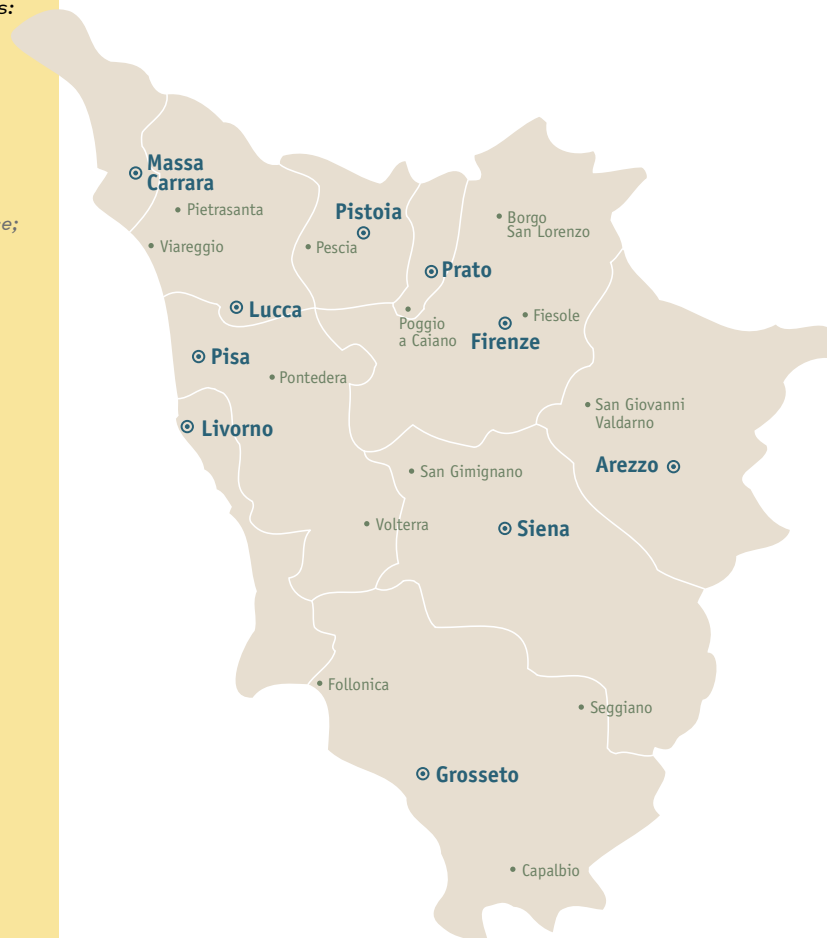 s:
e;
Massa
Carrara
Pietrasanta
Viareggio
Pistoia
Pescia
Prato
Borgo
San Lorenzo
Lucca
Poggio
a Caiano
Fiesole
Firenze
Pisa
Pontedera
Livorno
San Giovanni
Valdarno
Arezzo
San Gimignano
Volterra
Siena
Follonica
Seggiano
Grosseto
Capalbio